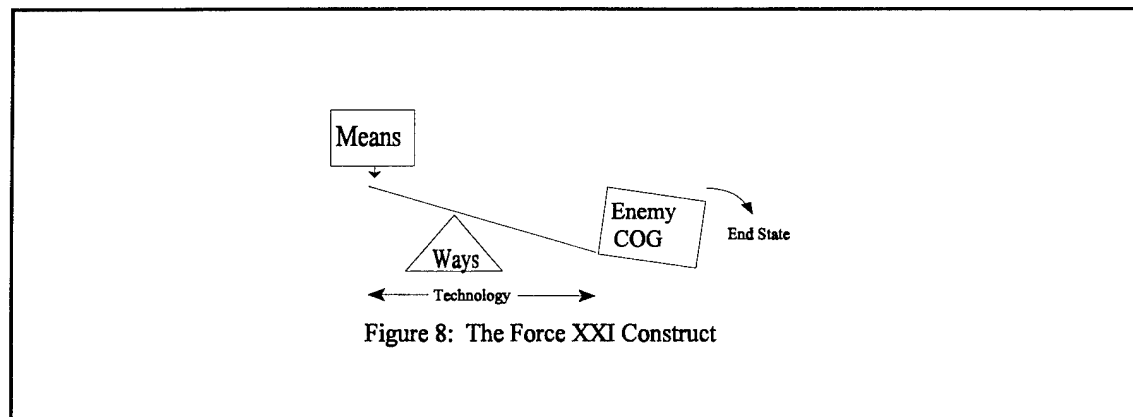 Means
Enemy
COG
End State
Ways
Technology
Figure 8: The Force XXI Construct